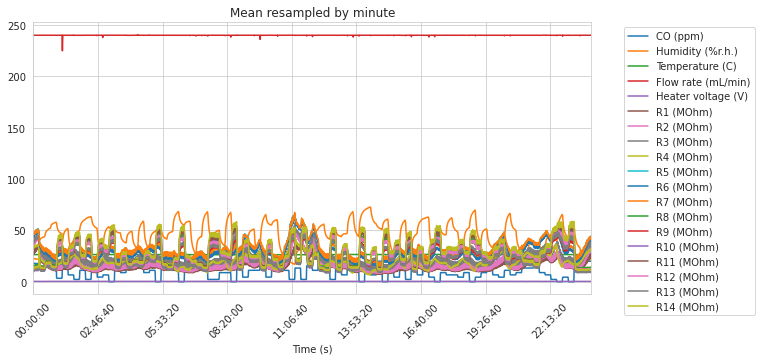 Mean resampled by minute
250
200
150
100
50
0
00:00:00
02:46:40
05:33:20
08:20:00
11:06:40
13:53:20
16:40:00
19:26:40
22:13:20
Time (s)
CO (ppm)
Humidity (%r.h.)
Temperature (C)
Flow rate (mL/min)
Heater voltage (V)
R1 (MOhm)
R2 (MOhm)
R3 (MOhm)
R4 (MOhm)
R5 (MOhm)
R6 (MOhm)
R7 (MOhm)
R8 (MOhm)
R9 (MOhm)
R10 (MOhm)
R11 (MOhm)
R12 (MOhm)
R13 (MOhm)
R14 (MOhm)